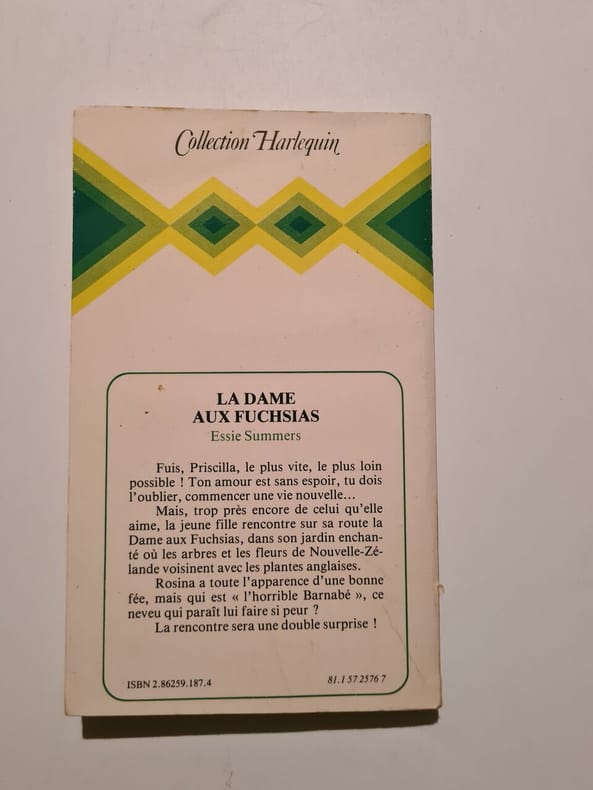 Collection Harlequin
LA DAME
AUX FUCHSIAS
Essie Summers
Fuis, Priscilla, le plus vite, le plus loin
possible ! Ton amour est sans espoir, tu dois
l'oublier, commencer une vie nouvelle...
Mais, trop près encore de celui qu'elle
aime, la jeune fille rencontre sur sa route la
Dame aux Fuchsias, dans son jardin enchan-
té où les arbres et les fleurs de Nouvelle-Zé-
lande voisinent avec les plantes anglaises.
Rosina a toute l'apparence d'une bonne
fée, mais qui est « l'horrible Barnabé », ce
neveu qui paraît lui faire si peur ?
La rencontre sera une double surprise !
ISBN 2.86259.187.4
81.1 57 2576 7